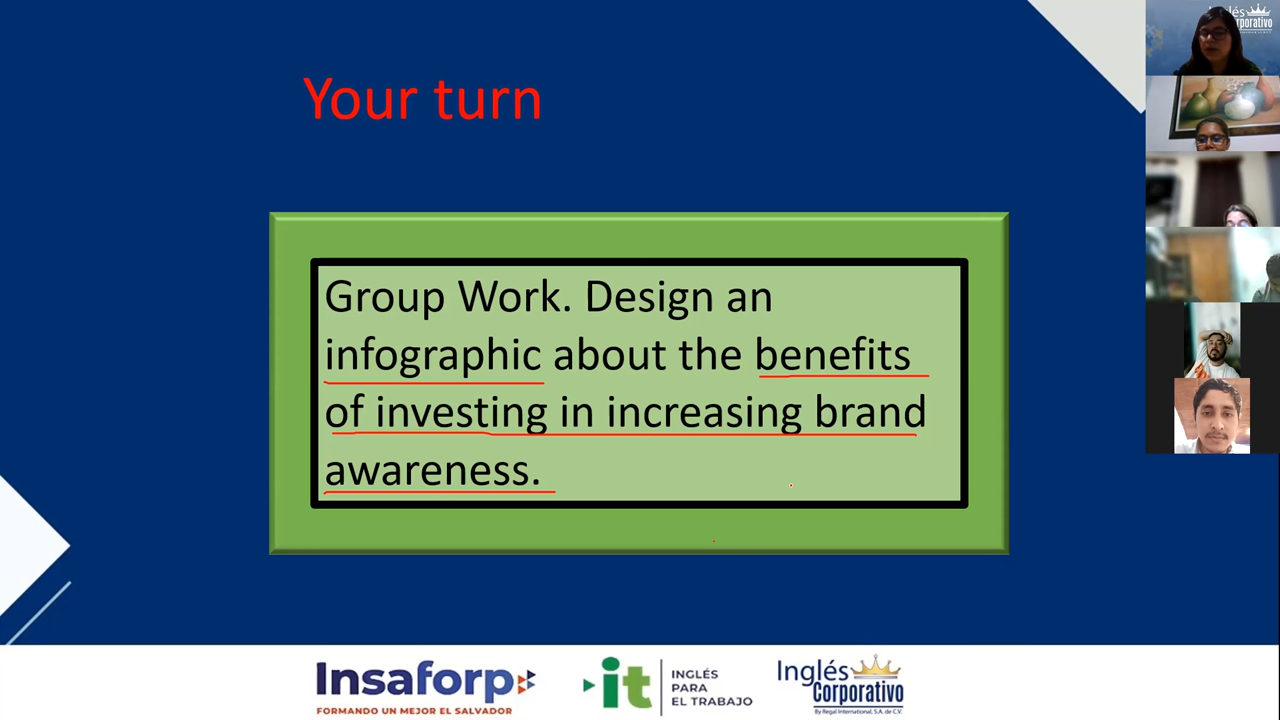 Your turn
Group Work. Design an
infographic about the benefits
of investing in increasing brand
awareness.
Insaforp
FORMANDO UN MEJOR EL SALVADOR
it
INGLÉS
PARA
EL TRABAJO
Inglés
Corporativo
By Regal International, S.A. de C.V.